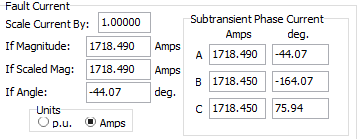 Fault Current
Scale Current By: 1.00000
If Magnitude: 1718.490 Amps
If Scaled Mag: 1718.490 Amps
If Angle: -44.07 deg.
Units
p.u. Amps
Subtransient Phase Current
Amps deg.
A 1718.490 -44.07
B 1718.450 -164.07
C 1718.450 75.94